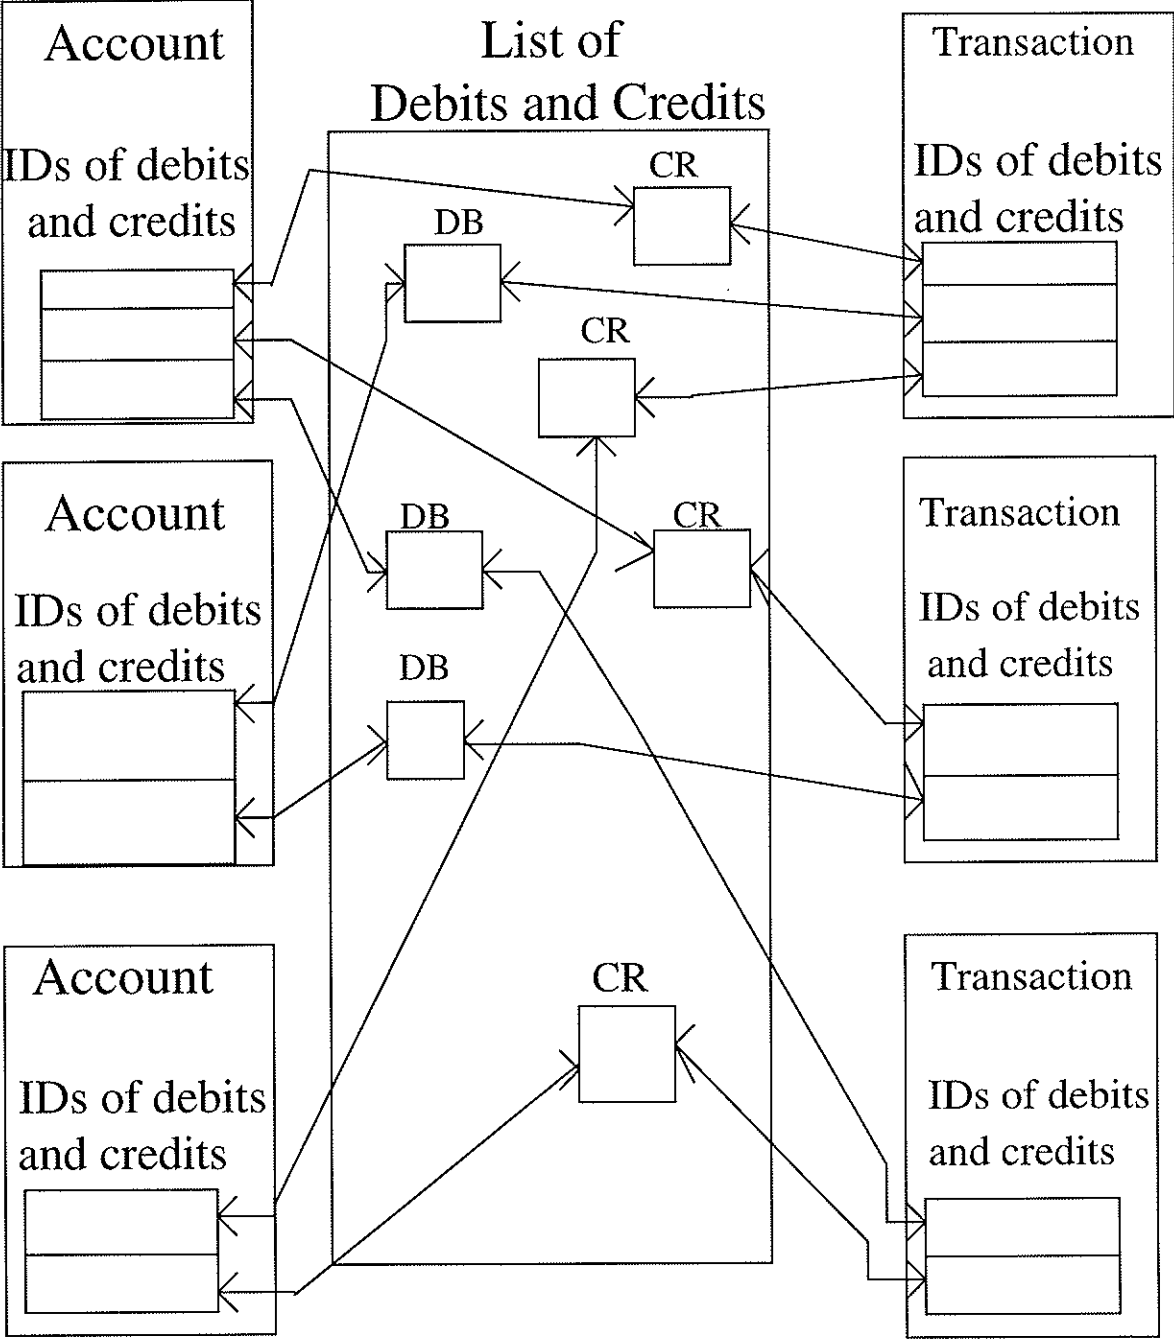 Account
IDs of debits
and credits
List of
Debits and Credits
CR
DB
CR
DB
CR
DB
CR
Transaction
IDs of debits
and credits
Account
IDs of debits
and credits
Transaction
IDs of debits
and credits
Account
IDs of debits
and credits
Transaction
IDs of debits
and credits